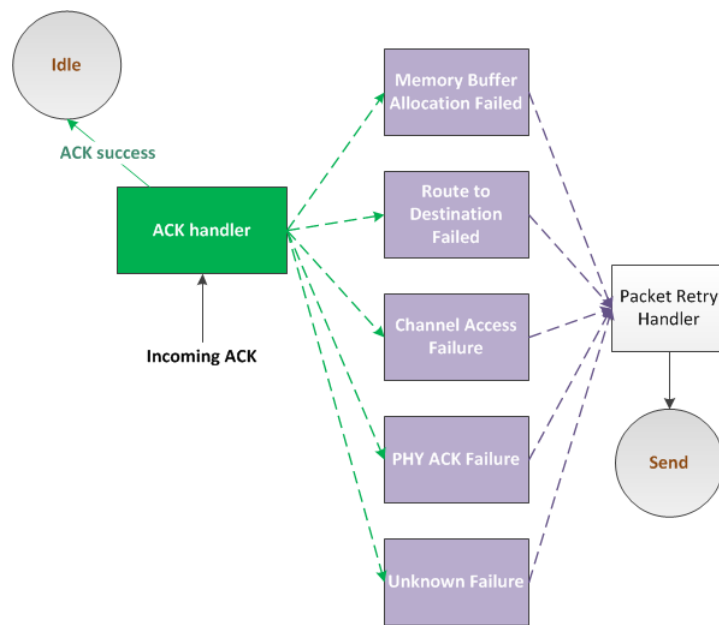 Idle
ACK success
ACK handler
Incoming ACK
Memory Buffer
Allocation Failed
Route to
Destination
Failed
Channel Access
Failure
PHY ACK Failure
Unknown Failure
Packet Retry
Handler
Send